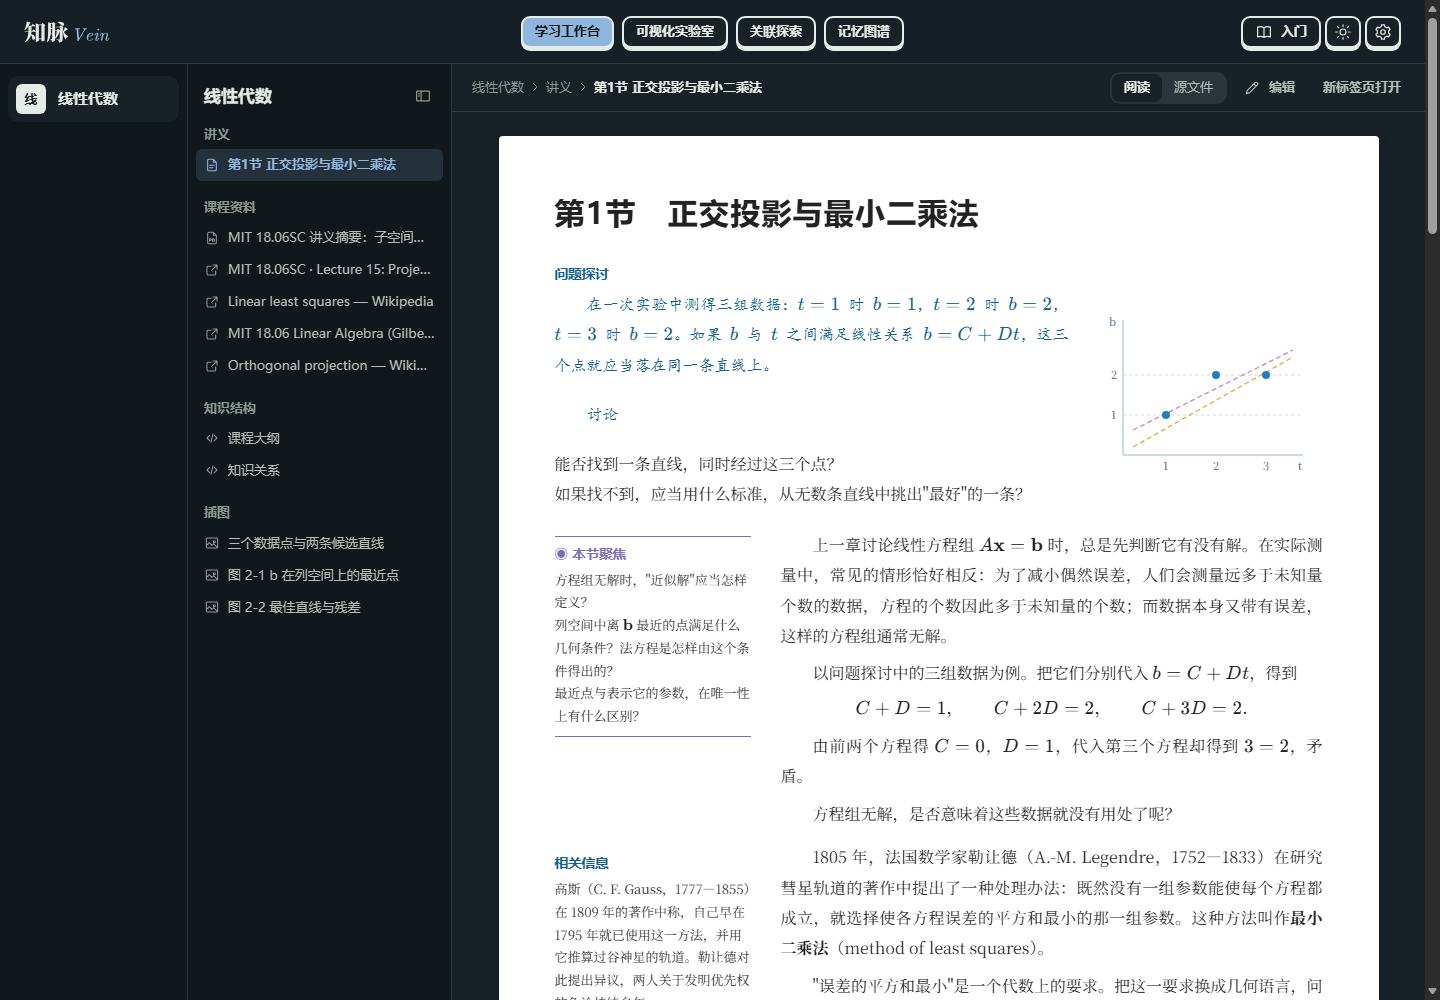 知脉 Vein
学习工作台
可视化实验室
关联探索
记忆图谱
入门
线 线性代数
线性代数
讲义
第1节 正交投影与最小二乘法
课程资料
MIT 18.06SC 讲义摘要：子空间...
MIT 18.06SC · Lecture 15: Proje...
Linear least squares — Wikipedia
MIT 18.06 Linear Algebra (Gilbe...
Orthogonal projection — Wiki...
知识结构
课程大纲
知识关系
插图
三个数据点与两条候选直线
图 2-1 b 在列空间上的最近点
图 2-2 最佳直线与残差
线性代数 > 讲义 > 第1节 正交投影与最小二乘法
阅读 源文件 编辑 新标签页打开
第1节 正交投影与最小二乘法
问题探讨
在一次实验中测得三组数据：t = 1 时 b = 1，t = 2 时 b = 2，
t = 3 时 b = 2。如果 b 与 t 之间满足线性关系 b = C + Dt，这三
个点就应当落在同一条直线上。
讨论
能否找到一条直线，同时经过这三个点？
如果找不到，应当用什么标准，从无数条直线中挑出"最好"的一条？
b
2
1
1 2 3 t
◉ 本节聚焦
方程组无解时，"近似解"应当怎样
定义？
列空间中离 b 最近的点满足什么
几何条件？法方程是怎样由这个条
件得出的？
最近点与表示它的参数，在唯一性
上有什么区别？
上一章讨论线性方程组 Ax = b 时，总是先判断它有没有解。在实际测
量中，常见的情形恰好相反：为了减小偶然误差，人们会测量远多于未知量
个数的数据，方程的个数因此多于未知量的个数；而数据本身又带有误差，
这样的方程组通常无解。
以问题探讨中的三组数据为例。把它们分别代入 b = C + Dt，得到
C + D = 1, C + 2D = 2, C + 3D = 2.
由前两个方程得 C = 0，D = 1，代入第三个方程却得到 3 = 2，矛
盾。
方程组无解，是否意味着这些数据就没有用处了呢？
相关信息
高斯（C. F. Gauss，1777—1855）
在 1809 年的著作中称，自己早在
1795 年就已使用这一方法，并用
它推算过谷神星的轨道。勒让德对
此提出异议，两人关于发明优先权
1805 年，法国数学家勒让德（A.-M. Legendre，1752—1833）在研究
彗星轨道的著作中提出了一种处理办法：既然没有一组参数能使每个方程都
成立，就选择使各方程误差的平方和最小的那一组参数。这种方法叫作最小
二乘法（method of least squares）。
"误差的平方和最小"是一个代数上的要求。把这一要求换成几何语言，问